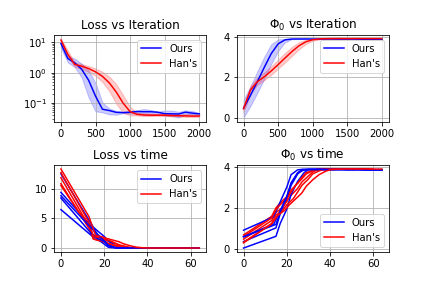 Loss vs Iteration
10¹
10⁰
10⁻¹
0 500 1000 1500 2000
Ours
Han's
Φ₀ vs Iteration
4
2
0
0 500 1000 1500 2000
Ours
Han's
Loss vs time
10
5
0
0 20 40 60
Ours
Han's
Φ₀ vs time
4
2
0
0 20 40 60
Ours
Han's